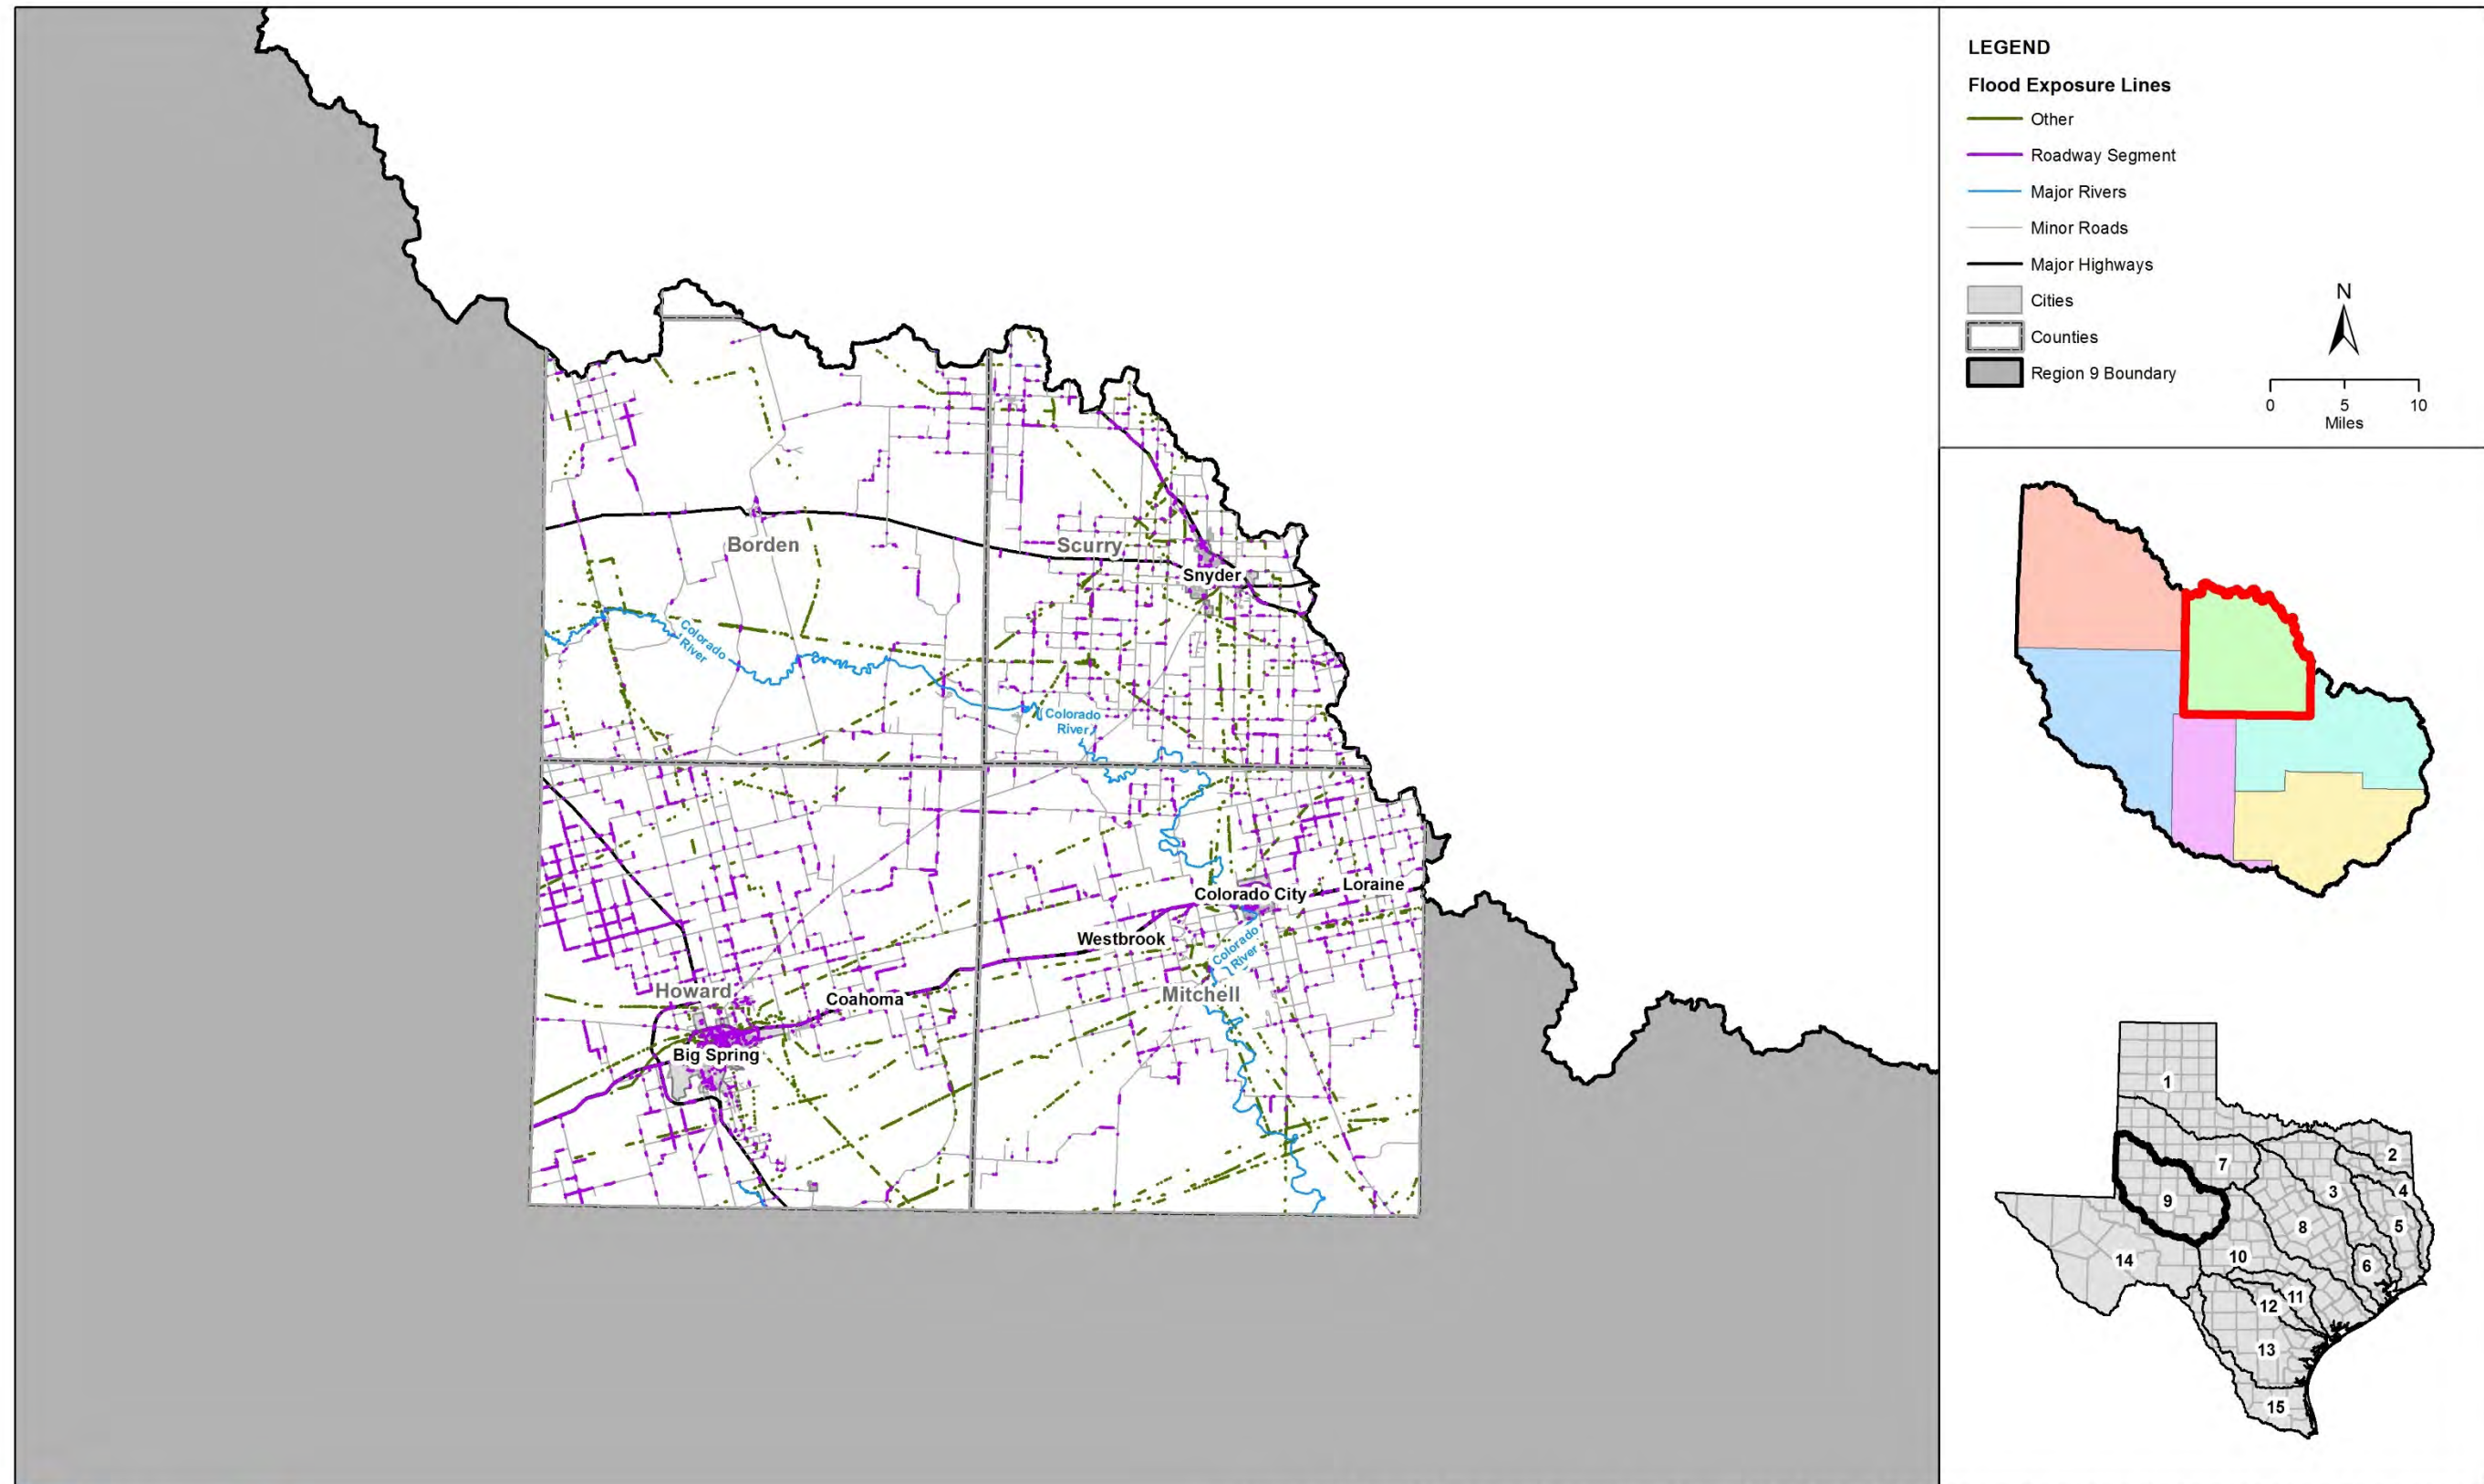 LEGEND
Flood Exposure Lines
Other
Roadway Segment
Major Rivers
Minor Roads
Major Highways
Cities
Counties
Region 9 Boundary
N
0 5 10
Miles
Borden
Scurry
Snyder
Colorado
River
Colorado
River
Colorado City
Loraine
Westbrook
Colorado
River
Howard
Coahoma
Mitchell
Big Spring
1
2
7
3
4
9
8
5
10
14
6
11
12
13
15